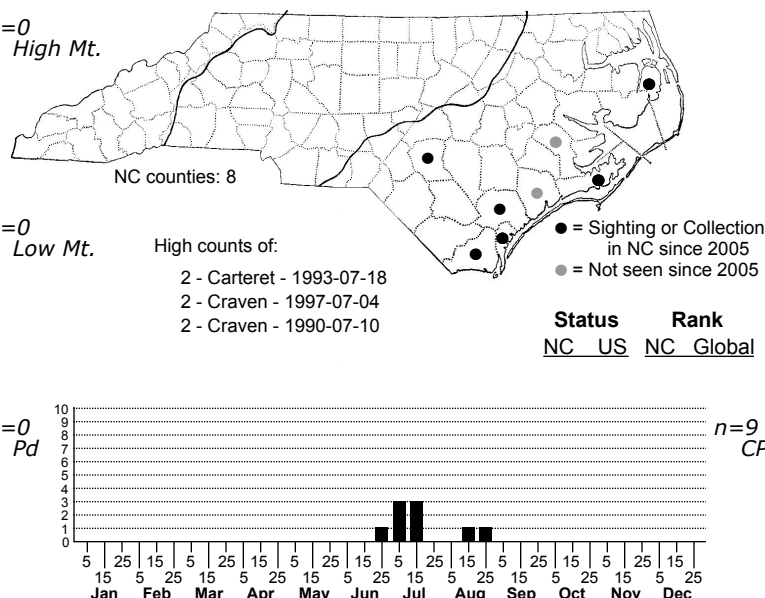 =0
High Mt.
NC counties: 8
=0
Low Mt.
High counts of:
2 - Carteret - 1993-07-18
2 - Craven - 1997-07-04
2 - Craven - 1990-07-10
● = Sighting or Collection
in NC since 2005
● = Not seen since 2005
Status Rank
NC US NC Global
=0
Pd
n=9
CP
10
9
8
7
6
5
4
3
2
1
0
5 25 15 5 25 15 5 25 15 5 25 15 5 25 15 5 25 15
15 5 25 15 5 25 15 5 25 15 5 25 15 5 25 15 5 25
Jan Feb Mar Apr May Jun Jul Aug Sep Oct Nov Dec